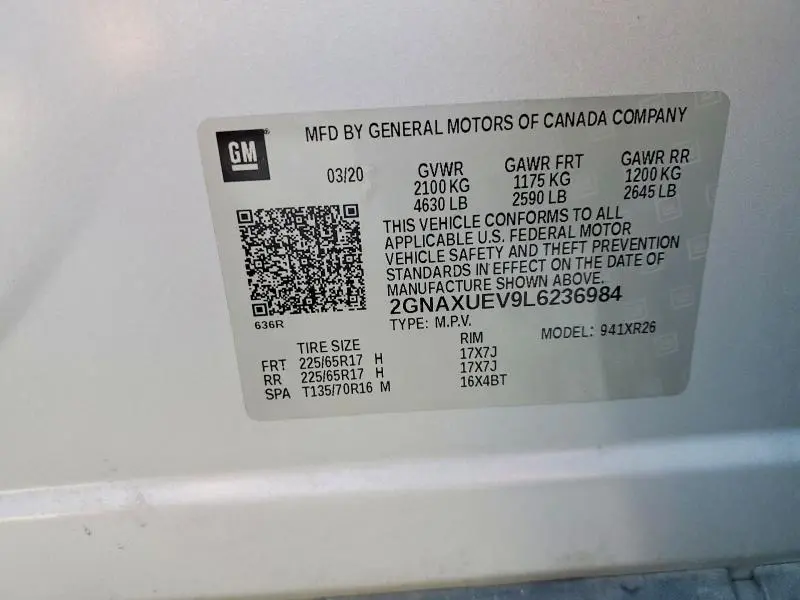 GM
MFD BY GENERAL MOTORS OF CANADA COMPANY
03/20 GVWR GAWR FRT GAWR RR
2100 KG 1175 KG 1200 KG
4630 LB 2590 LB 2645 LB
THIS VEHICLE CONFORMS TO ALL
APPLICABLE U.S. FEDERAL MOTOR
VEHICLE SAFETY AND THEFT PREVENTION
STANDARDS IN EFFECT ON THE DATE OF
MANUFACTURE SHOWN ABOVE.
2GNAXUEV9L6236984
636R
TYPE: M.P.V. MODEL: 941XR26
TIRE SIZE RIM
FRT 225/65R17 H 17X7J
RR 225/65R17 H 17X7J
SPA T135/70R16 M 16X4BT